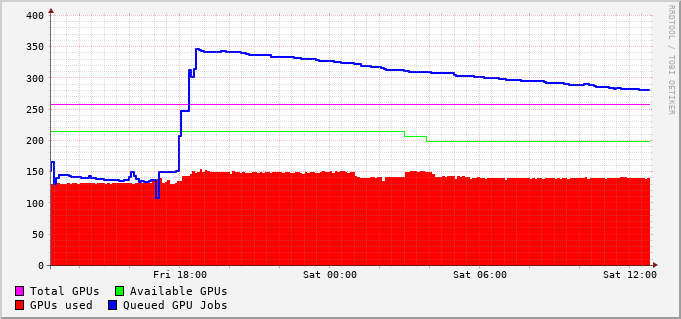 400
350
300
250
200
150
100
50
0
Fri 18:00 Sat 00:00 Sat 06:00 Sat 12:00
Total GPUs Available GPUs
GPUs used Queued GPU Jobs
RRDTOOL / TOBI OETIKER